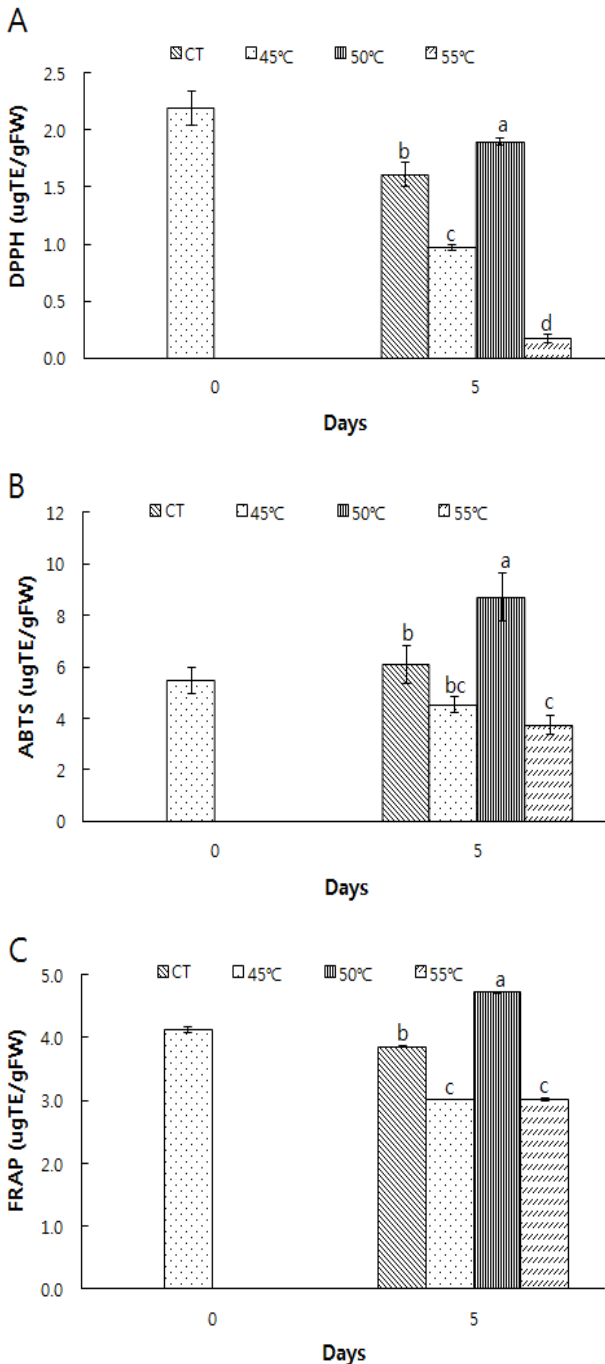 A
CT 45℃ 50℃ 55℃
2.5
2.0
1.5
1.0
0.5
0.0
DPPH (ugTE/gFW)
b c a d
0 5
Days
B
CT 45℃ 50℃ 55℃
12
10
8
6
4
2
0
ABTS (ugTE/gFW)
b bc a c
0 5
Days
C
CT 45℃ 50℃ 55℃
5.0
4.0
3.0
2.0
1.0
0.0
FRAP (ugTE/gFW)
b c a c
0 5
Days